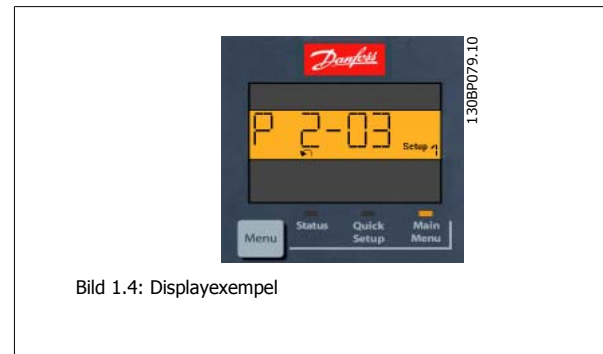 Danfoss
130BP079.10
P 2-03
Setup 1
Menu
Status
Quick Setup
Main Menu
Bild 1.4: Displayexempel